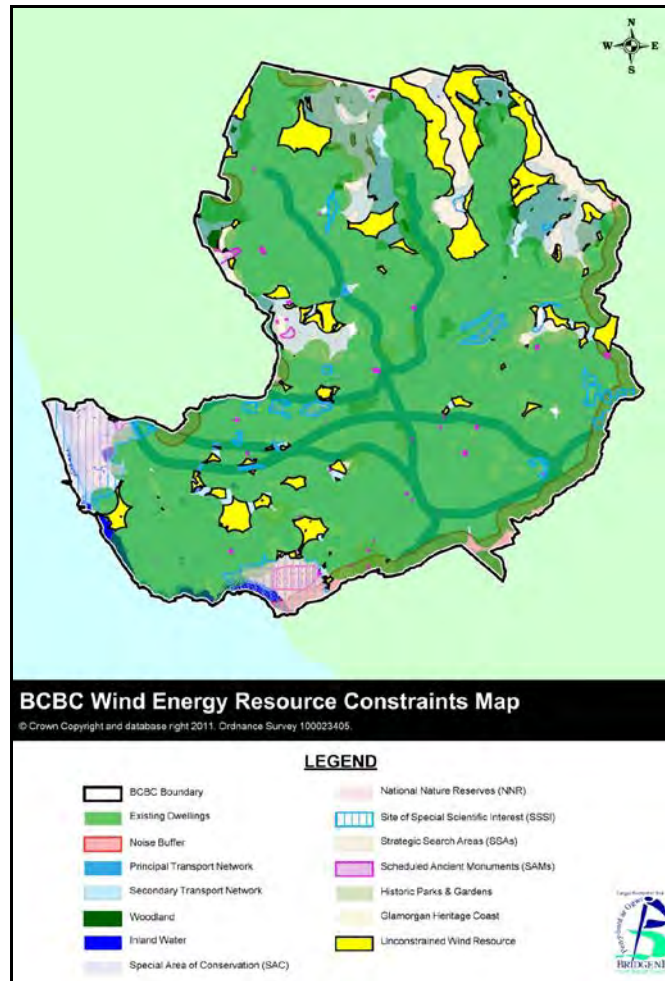 N
W E
S
BCBC Wind Energy Resource Constraints Map
© Crown Copyright and database right 2011. Ordnance Survey 100023405.
LEGEND
BCBC Boundary
Existing Dwellings
Noise Buffer
Principal Transport Network
Secondary Transport Network
Woodland
Inland Water
Special Area of Conservation (SAC)
National Nature Reserves (NNR)
Site of Special Scientific Interest (SSSI)
Strategic Search Areas (SSAs)
Scheduled Ancient Monuments (SAMs)
Historic Parks & Gardens
Glamorgan Heritage Coast
Unconstrained Wind Resource